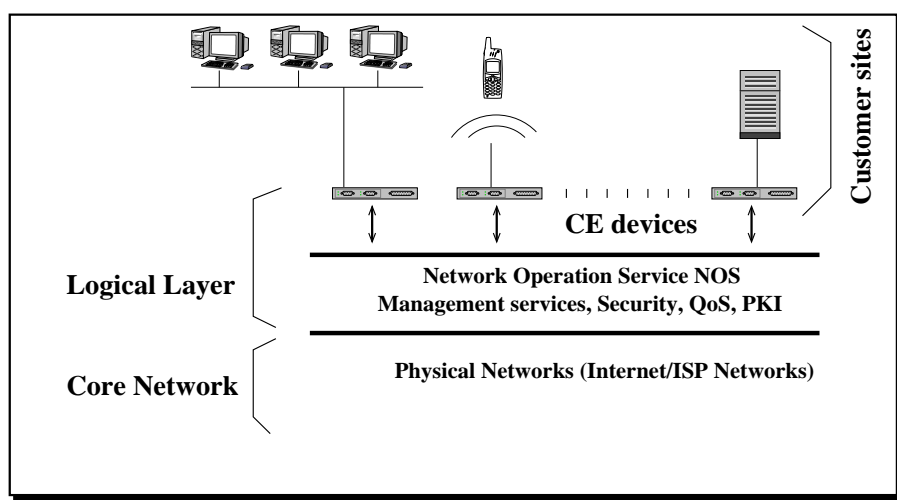 Customer sites
CE devices
Logical Layer
Network Operation Service NOS
Management services, Security, QoS, PKI
Core Network
Physical Networks (Internet/ISP Networks)